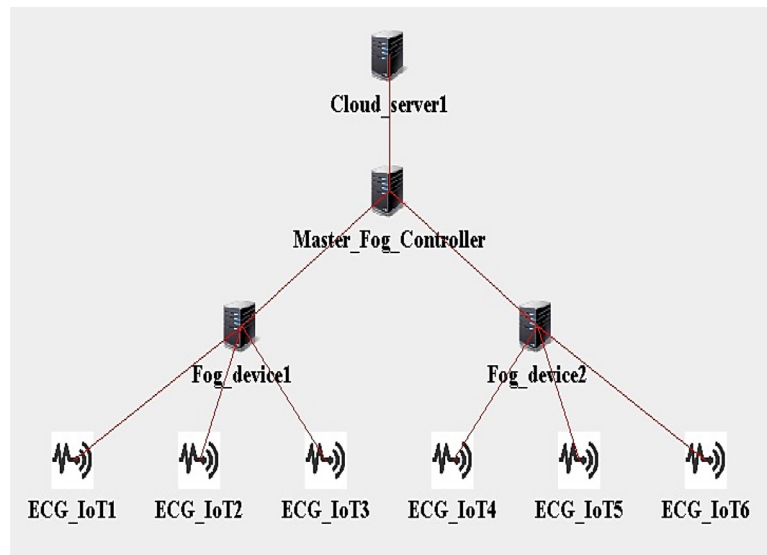 Cloud_server1
Master_Fog_Controller
Fog_device1
Fog_device2
ECG_IoT1
ECG_IoT2
ECG_IoT3
ECG_IoT4
ECG_IoT5
ECG_IoT6